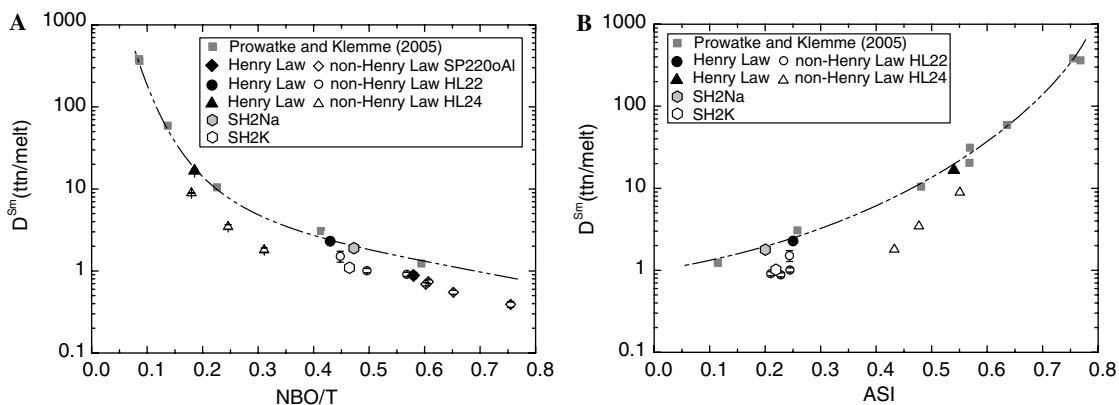 A
1000
100
10
1
0.1
D^Sm(ttn/melt)
Prowatke and Klemme (2005)
Henry Law non-Henry Law SP220oAl
Henry Law non-Henry Law HL22
Henry Law non-Henry Law HL24
SH2Na
SH2K
0.0 0.1 0.2 0.3 0.4 0.5 0.6 0.7 0.8
NBO/T
B
1000
100
10
1
0.1
D^Sm(ttn/melt)
Prowatke and Klemme (2005)
Henry Law non-Henry Law HL22
Henry Law non-Henry Law HL24
SH2Na
SH2K
0.0 0.1 0.2 0.3 0.4 0.5 0.6 0.7 0.8
ASI